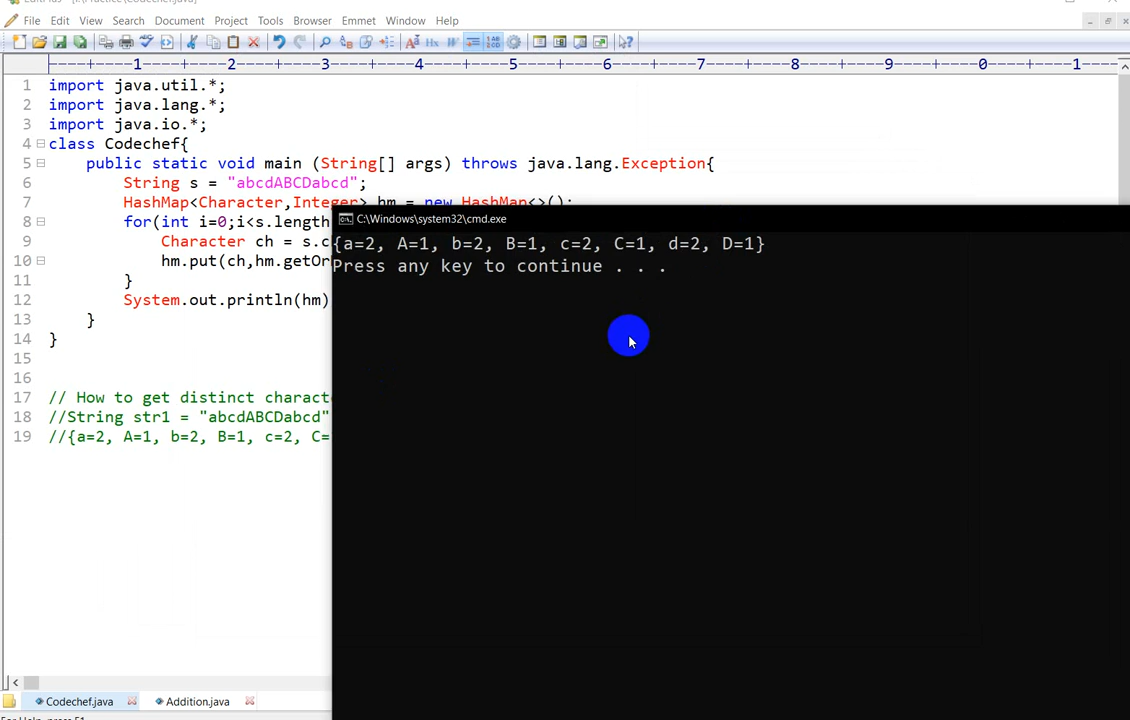 File Edit View Search Document Project Tools Browser Emmet Window Help
----+----1----+----2----+----3----+----4----+----5----+----6----+----7----+----8----+----9----+----0----+----1----
1 import java.util.*;
2 import java.lang.*;
3 import java.io.*;
4 class Codechef{
5 public static void main (String[] args) throws java.lang.Exception{
6 String s = "abcdABCDabcd";
7 HashMap<Character,Integer> hm = new HashMap<>();
8 for(int i=0;i<s.length
9 Character ch = s.c
10 hm.put(ch,hm.getOr
11 }
12 System.out.println(hm)
13 }
14 }
15
16
17 // How to get distinct charact
18 //String str1 = "abcdABCDabcd"
19 //{a=2, A=1, b=2, B=1, c=2, C=
C:\Windows\system32\cmd.exe
{a=2, A=1, b=2, B=1, c=2, C=1, d=2, D=1}
Press any key to continue . . .
Codechef.java Addition.java